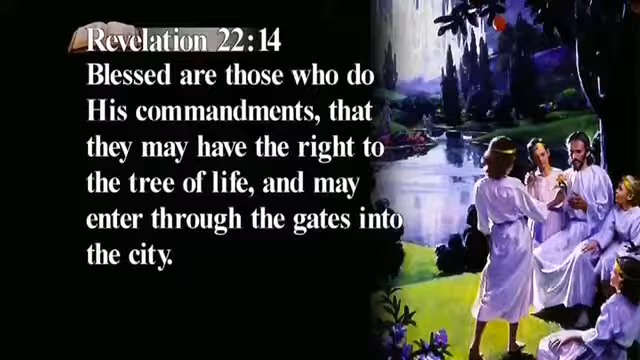 Revelation 22:14
Blessed are those who do
His commandments, that
they may have the right to
the tree of life, and may
enter through the gates into
the city.